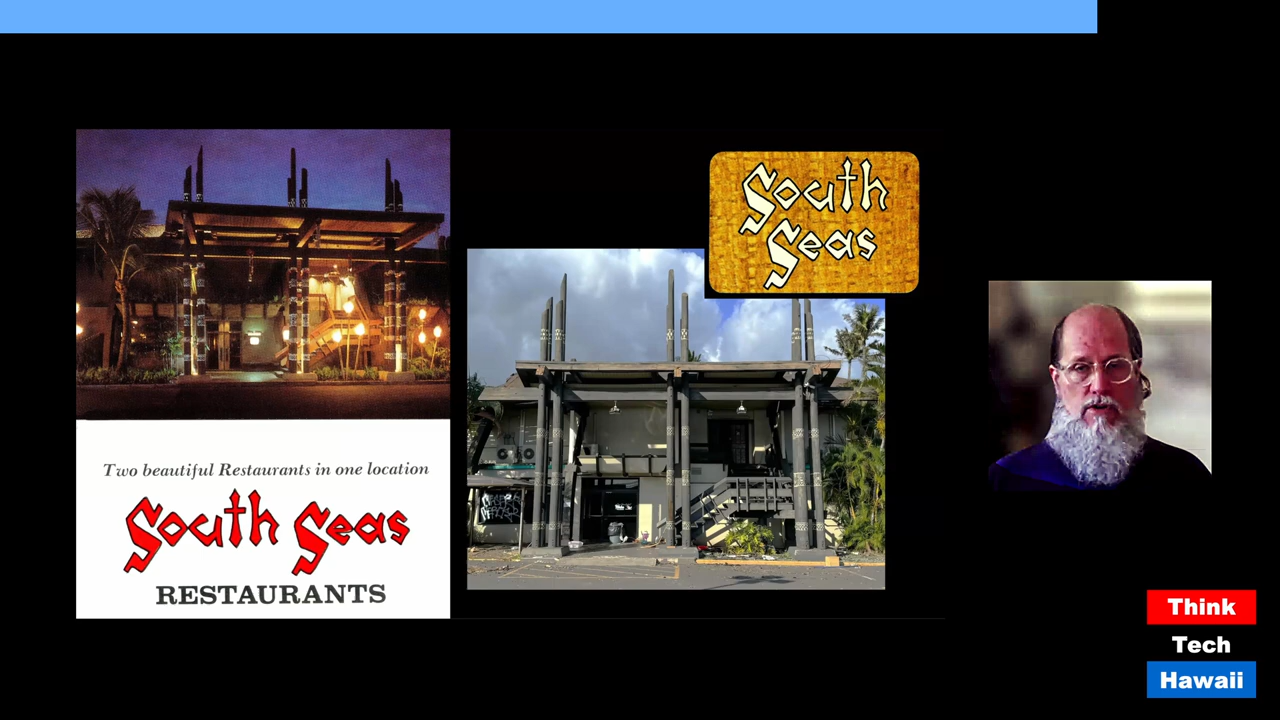 Two beautiful Restaurants in one location
South Seas
RESTAURANTS
South
Seas
Think
Tech
Hawaii